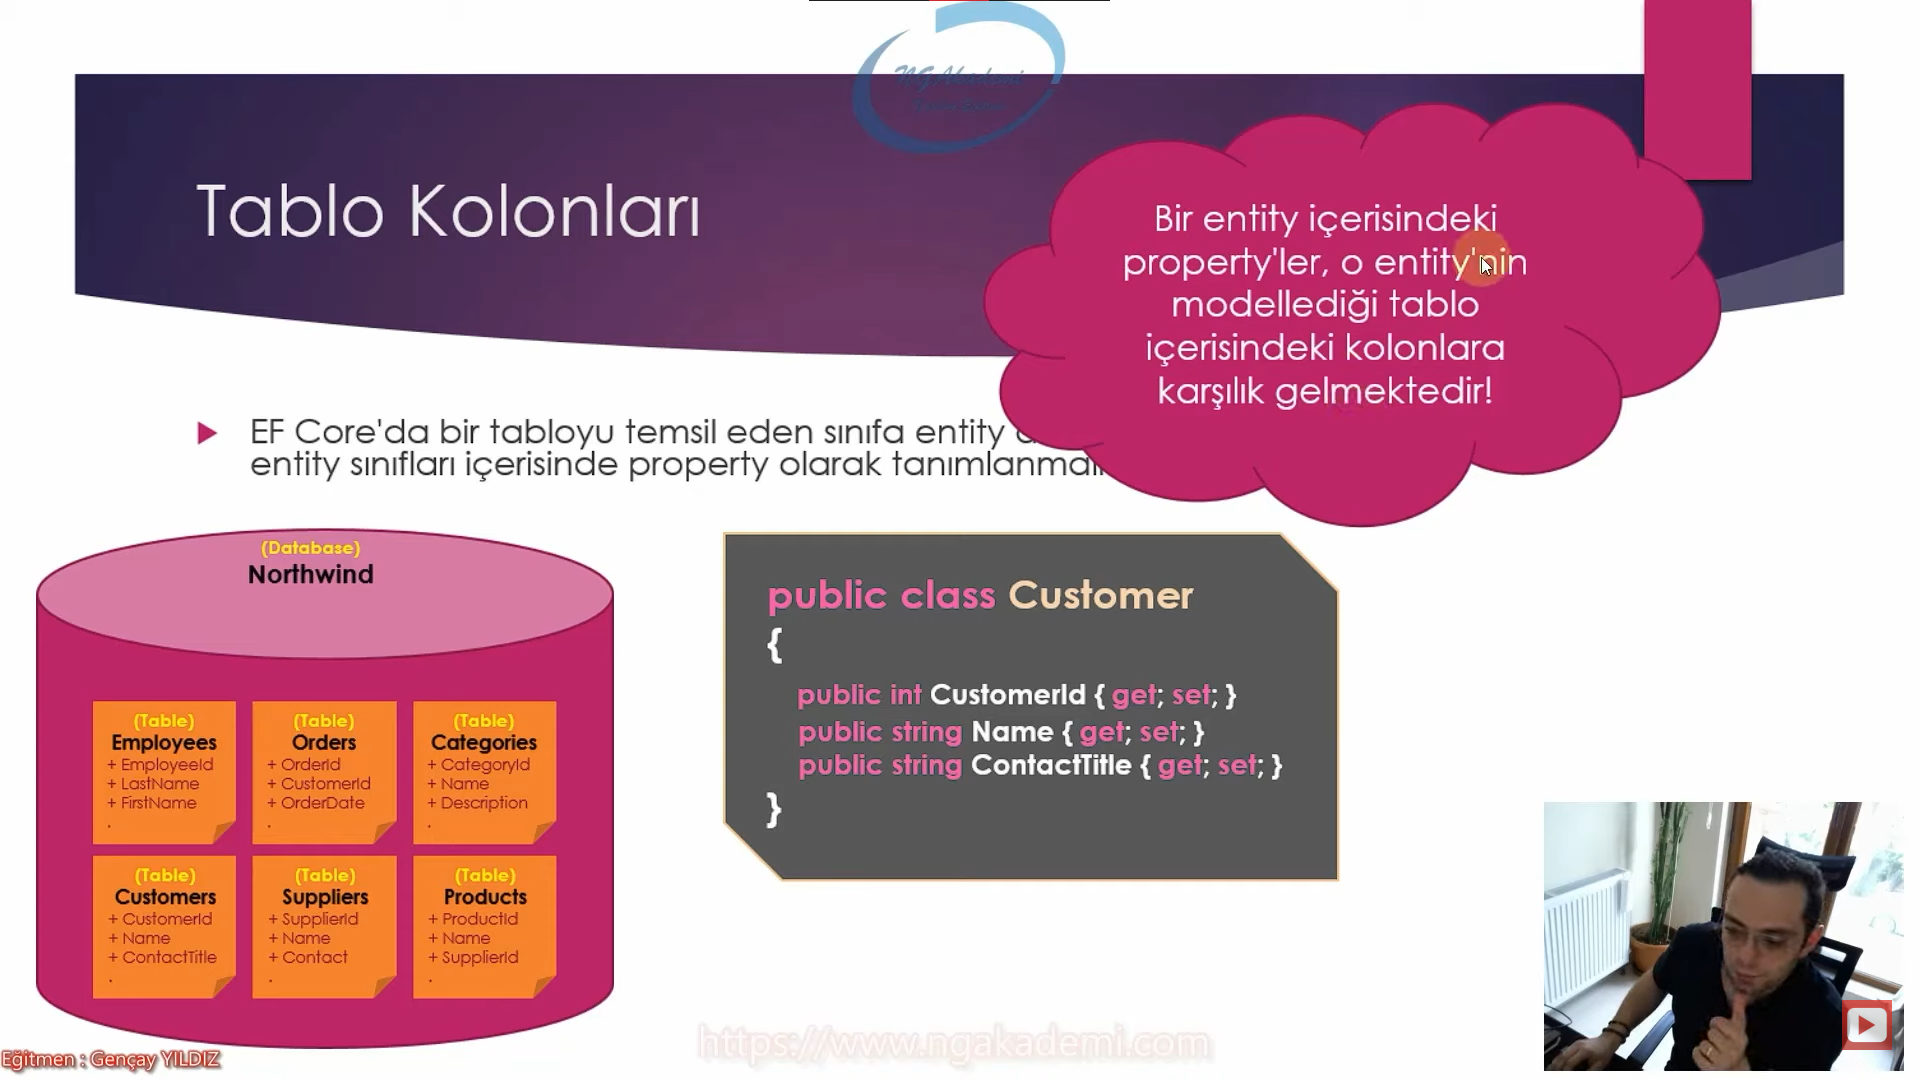 NGAkademi
Tablo Kolonları
Bir entity içerisindeki
property'ler, o entity'nin
modellediği tablo
içerisindeki kolonlara
karşılık gelmektedir!
EF Core'da bir tabloyu temsil eden sınıfa entity
entity sınıfları içerisinde property olarak tanımlanmalı
(Database)
Northwind
(Table)
Employees
+ EmployeeId
+ LastName
+ FirstName
.
(Table)
Orders
+ OrderId
+ CustomerId
+ OrderDate
.
(Table)
Categories
+ CategoryId
+ Name
+ Description
.
(Table)
Customers
+ CustomerId
+ Name
+ ContactTitle
.
(Table)
Suppliers
+ SupplierId
+ Name
+ Contact
.
(Table)
Products
+ ProductId
+ Name
+ SupplierId
.
public class Customer
{
public int CustomerId { get; set; }
public string Name { get; set; }
public string ContactTitle { get; set; }
}
https://www.ngakademi.com
Eğitmen : Gençay YILDIZ